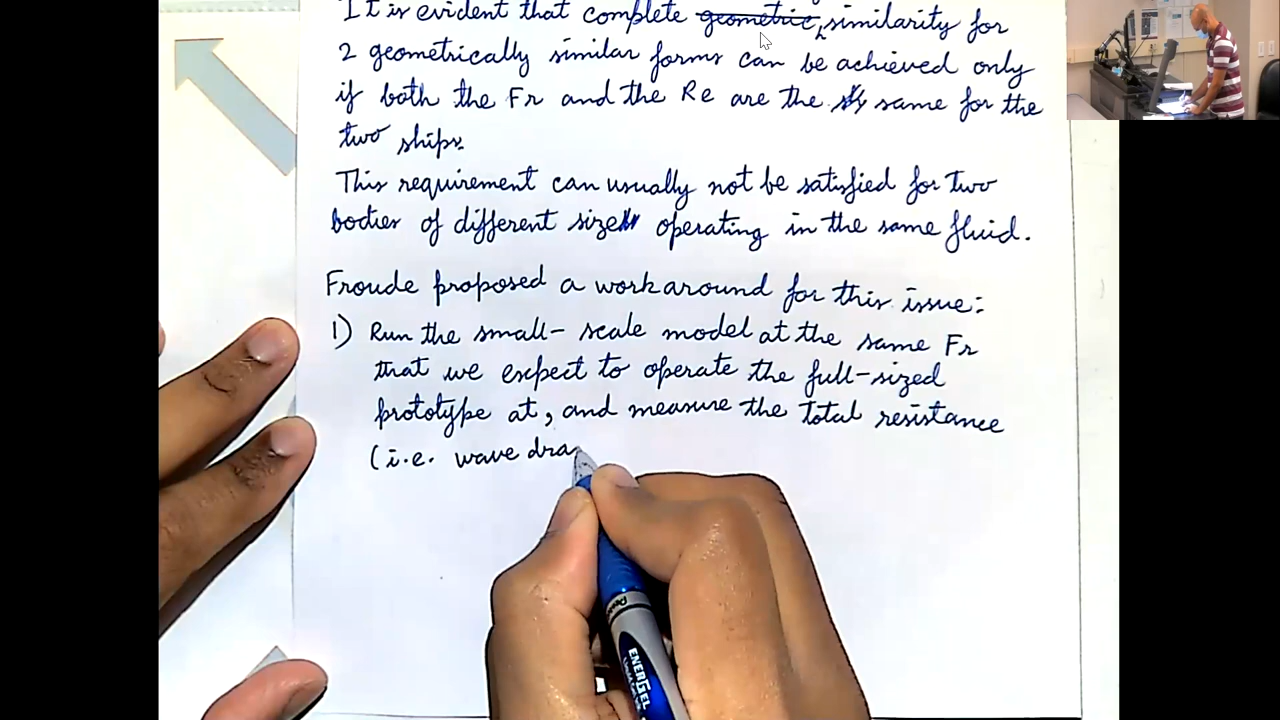 It is evident that complete geometric similarity for
2 geometrically similar forms can be achieved only
if both the Fr and the Re are the same for the
two ships.
This requirement can usually not be satisfied for two
bodies of different size operating in the same fluid.
Froude proposed a workaround for this issue:
1) Run the small-scale model at the same Fr
that we expect to operate the full-sized
prototype at, and measure the total resistance
(i.e. wave dra
ENERGEL